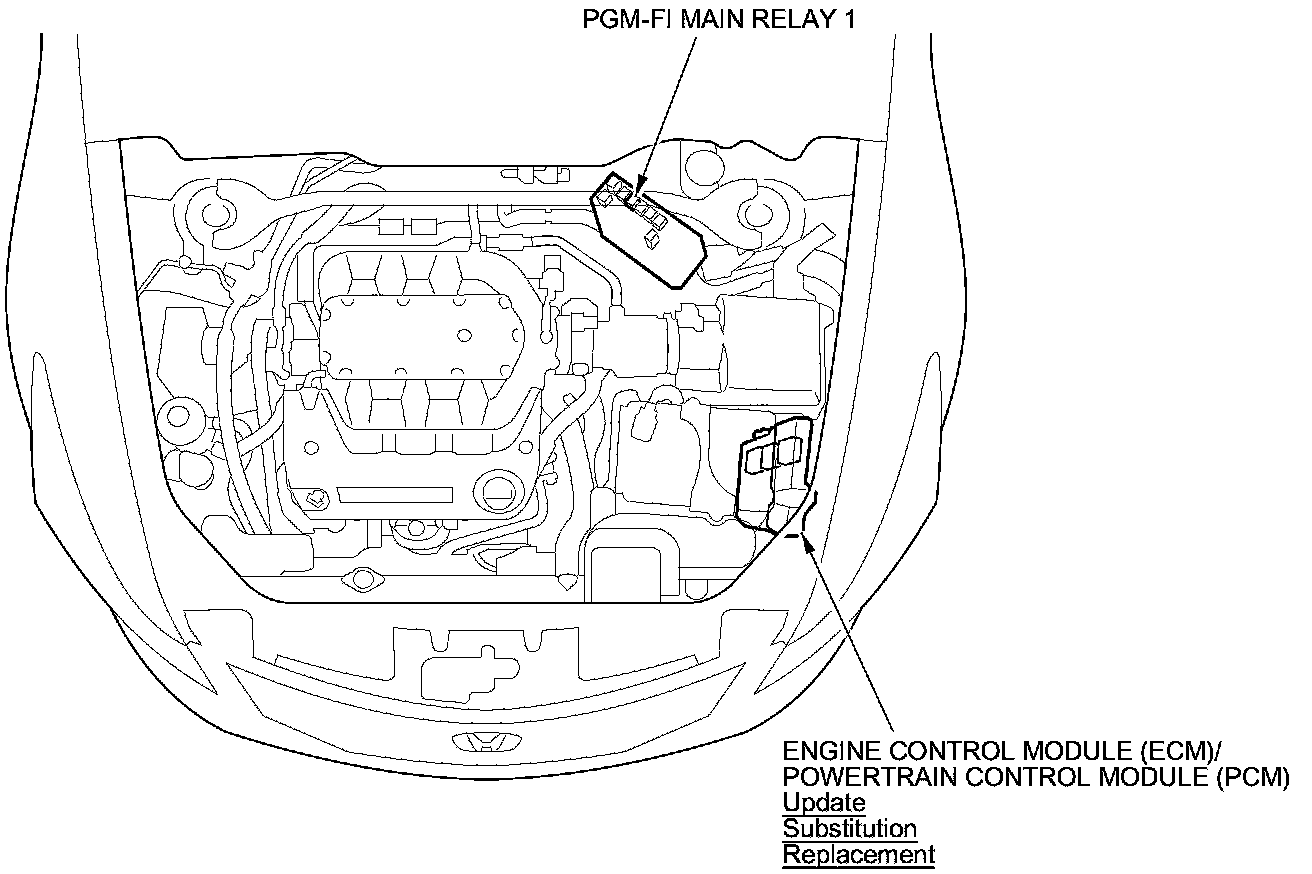 PGM-FI MAIN RELAY 1
ENGINE CONTROL MODULE (ECM)/
POWERTRAIN CONTROL MODULE (PCM)
Update
Substitution
Replacement